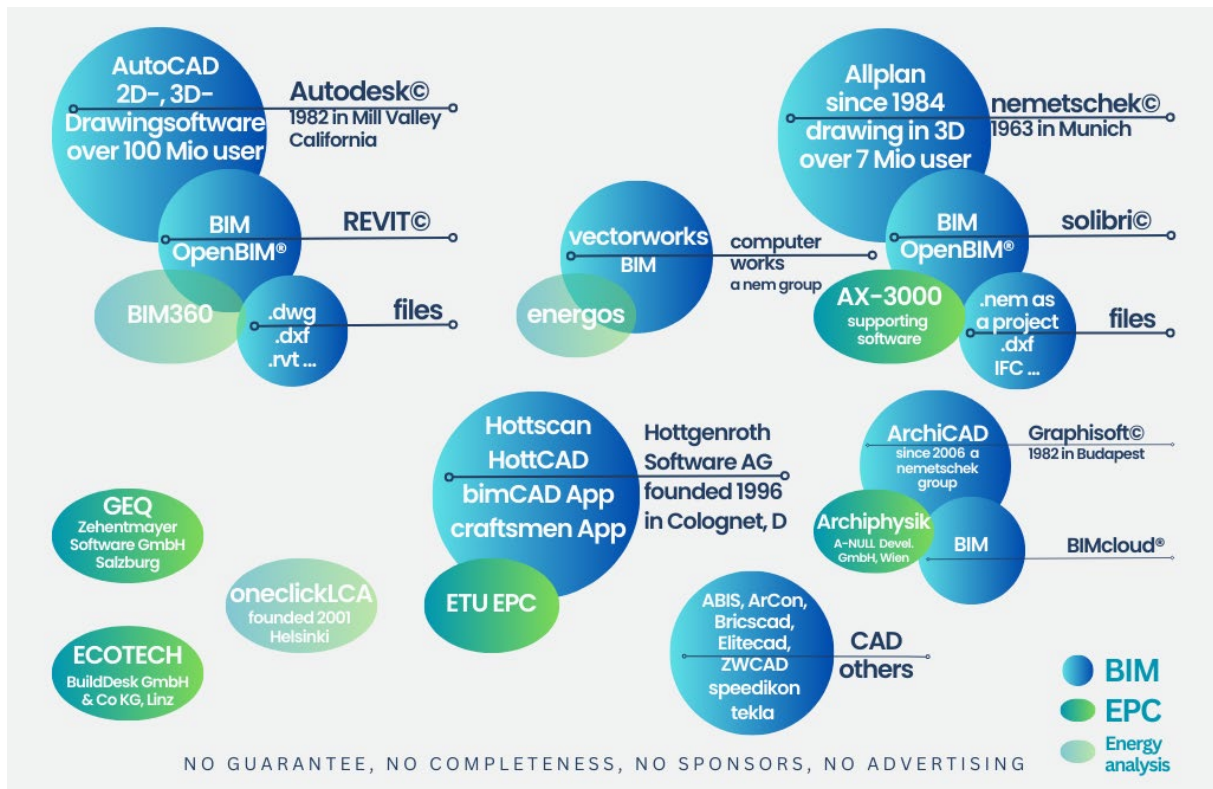 AutoCAD
2D-, 3D-
Drawingsoftware
over 100 Mio user
Autodesk©
1982 in Mill Valley
California
BIM
OpenBIM®
REVIT©
BIM360
.dwg
.dxf
.rvt ...
files
vectorworks
BIM
computer
works
a nem group
energos
Allplan
since 1984
drawing in 3D
over 7 Mio user
nemetschek©
1963 in Munich
BIM
OpenBIM®
solibri©
AX-3000
supporting
software
.nem as
a project
.dxf
IFC ...
files
Hottscan
HottCAD
bimCAD App
craftsmen App
Hottgenroth
Software AG
founded 1996
in Colognet, D
ETU EPC
ArchiCAD
since 2006 a
nemetschek
group
Graphisoft©
1982 in Budapest
Archiphysik
A-NULL Devel.
GmbH, Wien
BIM
BIMcloud®
GEQ
Zehentmayer
Software GmbH
Salzburg
oneclickLCA
founded 2001
Helsinki
ECOTECH
BuildDesk GmbH
& Co KG, Linz
ABIS, ArCon,
Bricscad,
Elitecad,
ZWCAD
speedikon
tekla
CAD
others
BIM
EPC
Energy
analysis
NO GUARANTEE, NO COMPLETENESS, NO SPONSORS, NO ADVERTISING